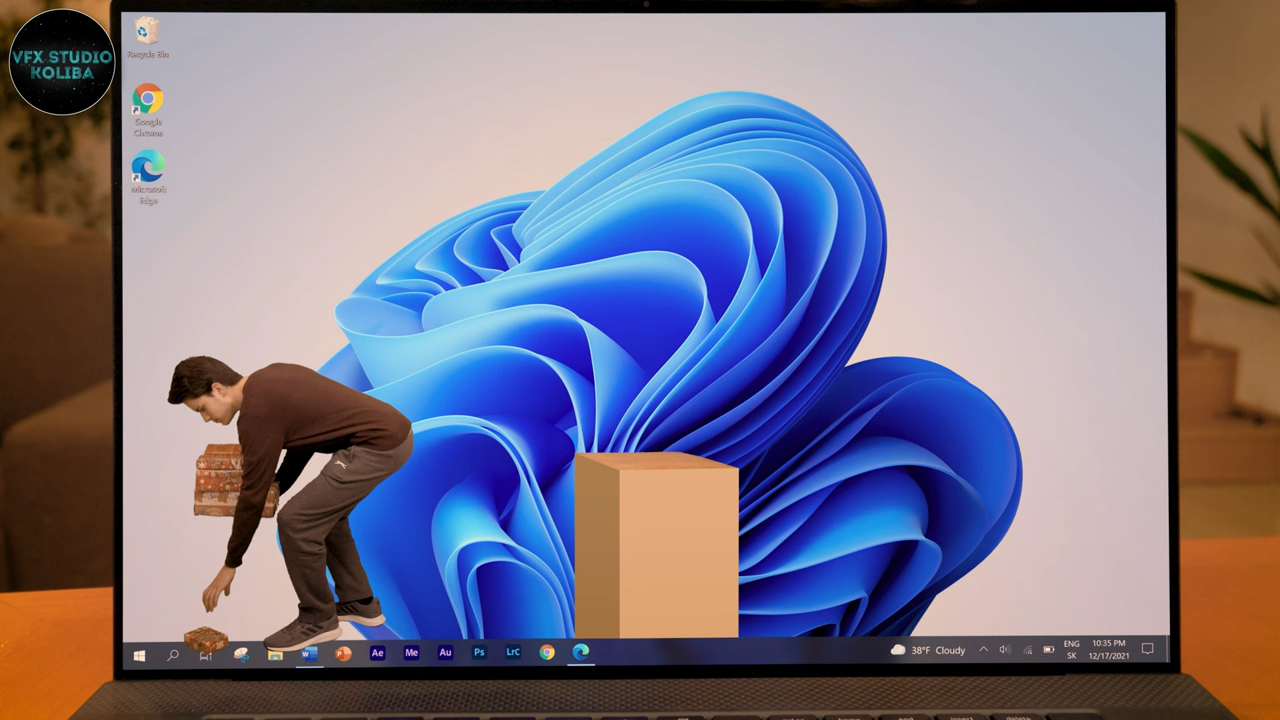 VFX STUDIO
KOLIBA
Recycle Bin
Google
Chrome
Microsoft
Edge
W
P
Ae
Me
Au
Ps
LrC
38°F Cloudy
ENG
SK
10:35 PM
12/17/2021